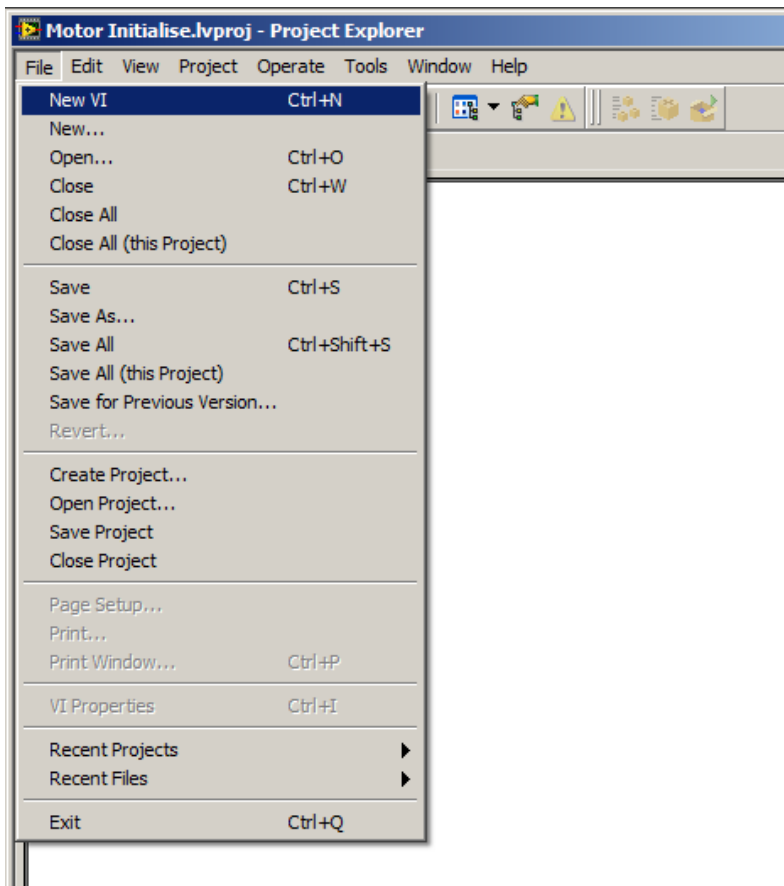 Motor Initialise.lvproj - Project Explorer
File Edit View Project Operate Tools Window Help
New VI Ctrl+N
New...
Open... Ctrl+O
Close Ctrl+W
Close All
Close All (this Project)
Save Ctrl+S
Save As...
Save All Ctrl+Shift+S
Save All (this Project)
Save for Previous Version...
Revert...
Create Project...
Open Project...
Save Project
Close Project
Page Setup...
Print...
Print Window... Ctrl+P
VI Properties Ctrl+I
Recent Projects
Recent Files
Exit Ctrl+Q